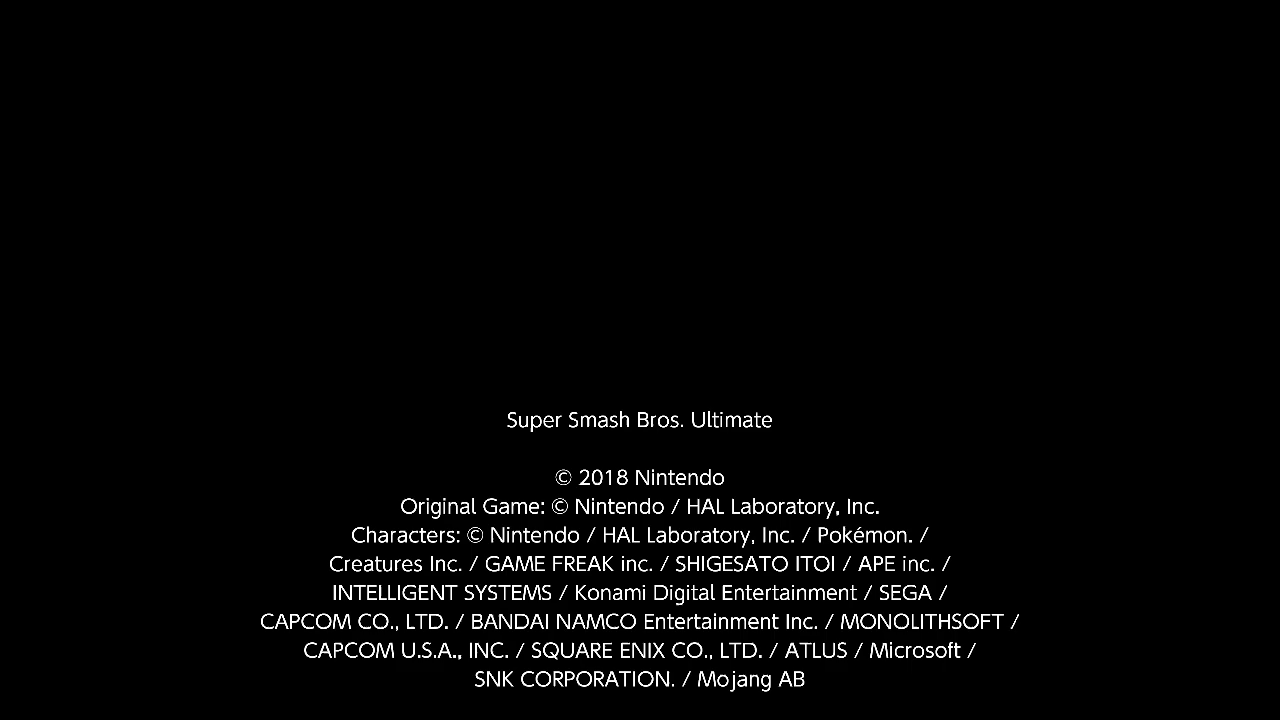 Super Smash Bros. Ultimate
© 2018 Nintendo
Original Game: © Nintendo / HAL Laboratory, Inc.
Characters: © Nintendo / HAL Laboratory, Inc. / Pokémon. /
Creatures Inc. / GAME FREAK inc. / SHIGESATO ITOI / APE inc. /
INTELLIGENT SYSTEMS / Konami Digital Entertainment / SEGA /
CAPCOM CO., LTD. / BANDAI NAMCO Entertainment Inc. / MONOLITHSOFT /
CAPCOM U.S.A., INC. / SQUARE ENIX CO., LTD. / ATLUS / Microsoft /
SNK CORPORATION. / Mojang AB